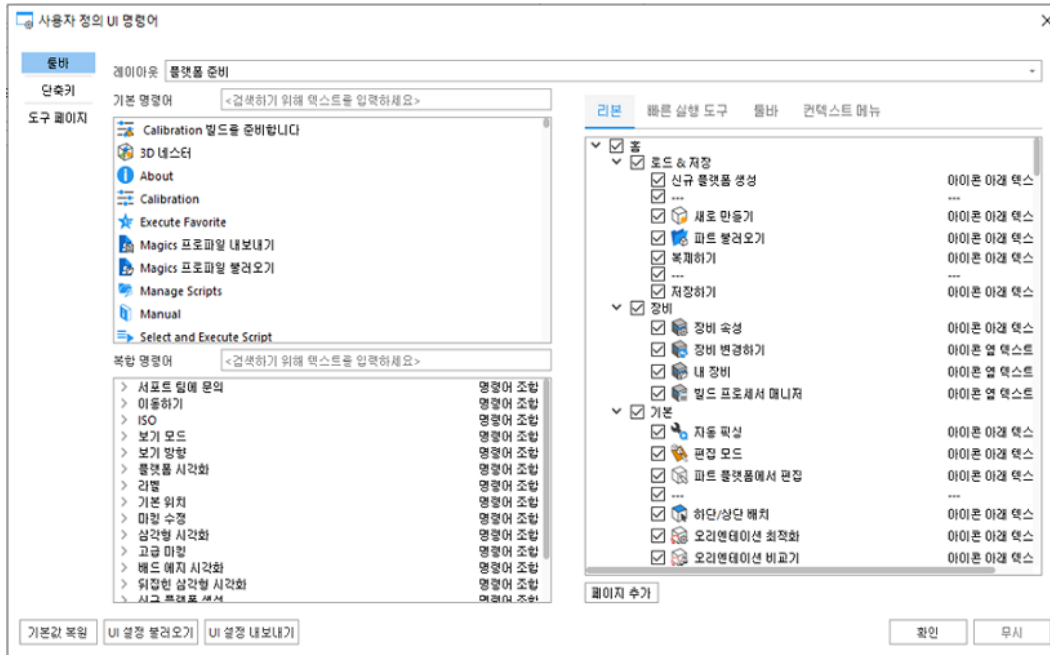 사용자 정의 UI 명령어
툴바
단축키
도구 페이지
레이아웃 플랫폼 준비
기본 명령어 <검색하기 위해 텍스트를 입력하세요>
Calibration 빌드를 준비합니다
3D 네스터
About
Calibration
Execute Favorite
Magics 프로파일 내보내기
Magics 프로파일 불러오기
Manage Scripts
Manual
Select and Execute Script
복합 명령어 <검색하기 위해 텍스트를 입력하세요>
서포트 팀에 문의 명령어 조합
이동하기 명령어 조합
ISO 명령어 조합
보기 모드 명령어 조합
보기 방향 명령어 조합
플랫폼 시각화 명령어 조합
라벨 명령어 조합
기본 위치 명령어 조합
마킹 수정 명령어 조합
삼각형 시각화 명령어 조합
고급 마킹 명령어 조합
배드 에지 시각화 명령어 조합
뒤집힌 삼각형 시각화 명령어 조합
신규 플랫폼 생성 명령어 조합
리본 빠른 실행 도구 툴바 컨텍스트 메뉴
홈
로드 & 저장
신규 플랫폼 생성 아이콘 아래 텍스
--- ---
새로 만들기 아이콘 아래 텍스
파트 불러오기 아이콘 아래 텍스
복제하기 아이콘 아래 텍스
--- ---
저장하기 아이콘 아래 텍스
장비
장비 속성 아이콘 아래 텍스
장비 변경하기 아이콘 옆 텍스트
내 장비 아이콘 옆 텍스트
빌드 프로세서 매니저 아이콘 옆 텍스트
기본
자동 픽싱 아이콘 아래 텍스
편집 모드 아이콘 아래 텍스
파트 플랫폼에서 편집 아이콘 아래 텍스
--- ---
하단/상단 배치 아이콘 아래 텍스
오리엔테이션 최적화 아이콘 아래 텍스
오리엔테이션 비교기 아이콘 아래 텍스
페이지 추가
기본값 복원 UI 설정 불러오기 UI 설정 내보내기 확인 무시